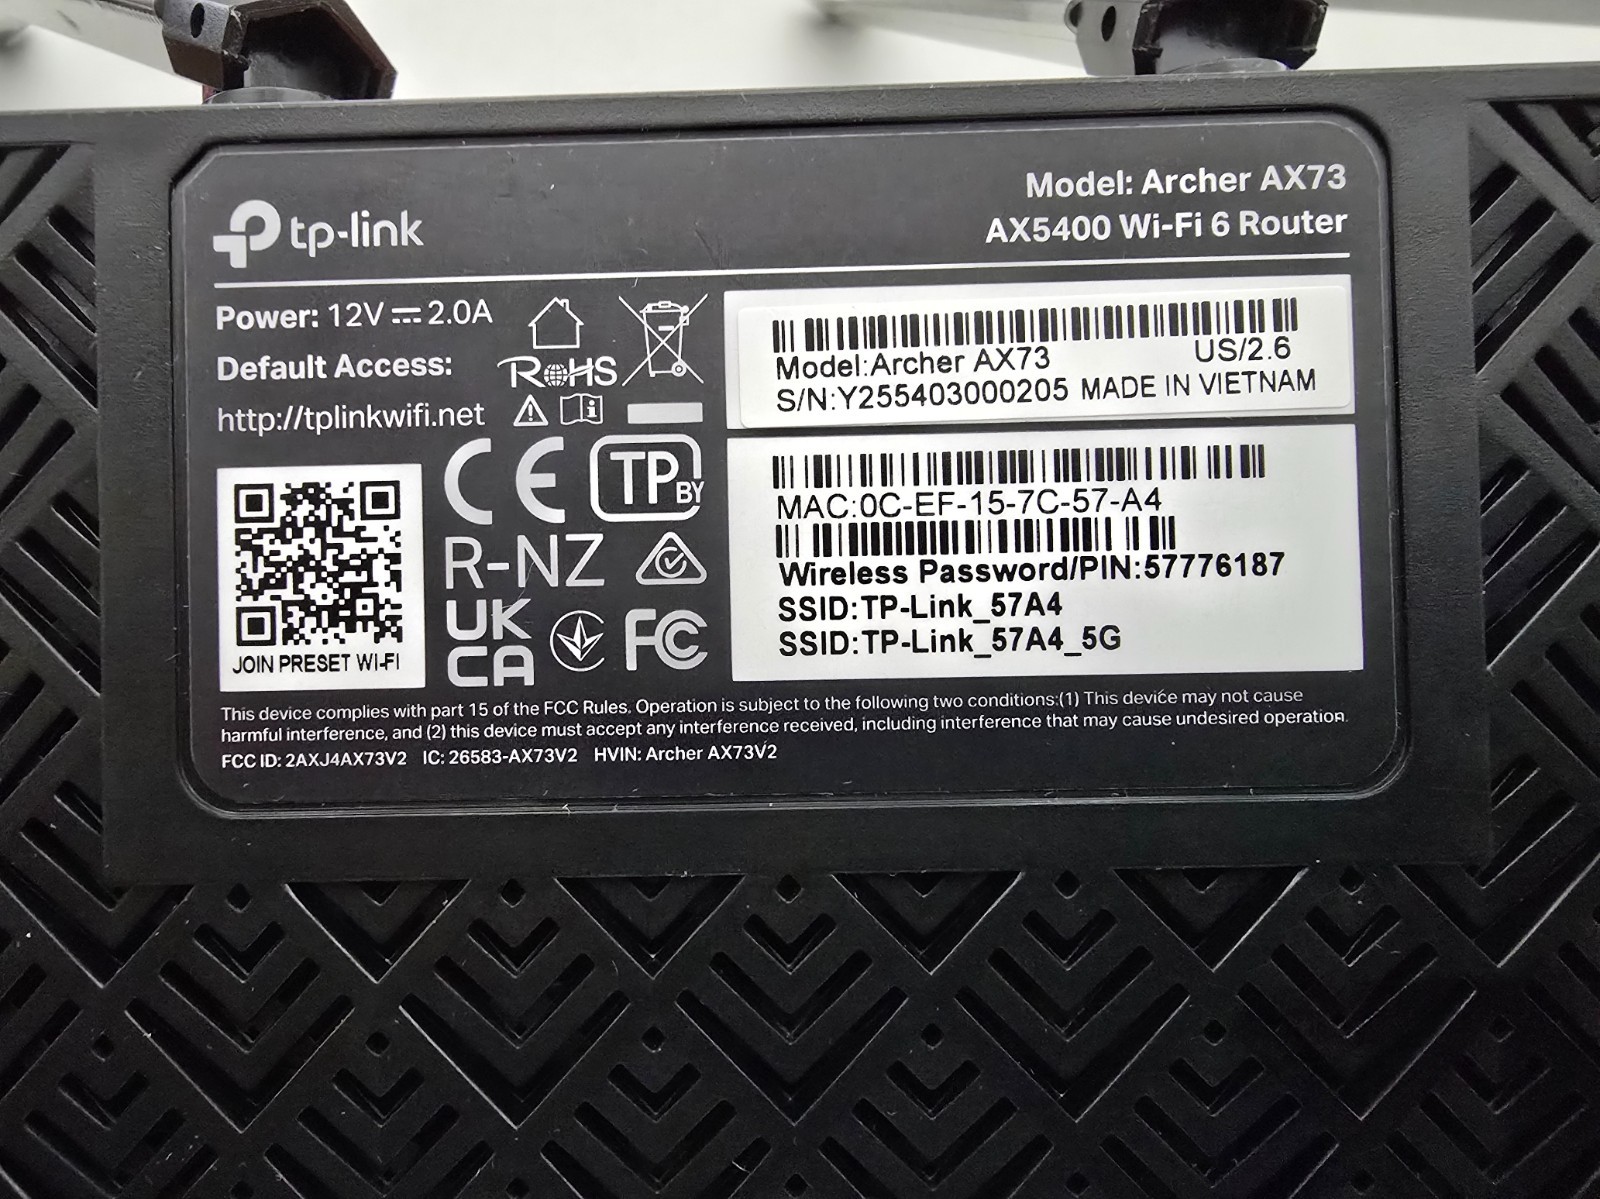 tp-link
Model: Archer AX73
AX5400 Wi-Fi 6 Router
Power: 12V ⎓ 2.0A
Default Access:
http://tplinkwifi.net
RoHS
CE
TP BY
R-NZ
UK
CA
FC
JOIN PRESET WI-FI
Model:Archer AX73 US/2.6
S/N:Y255403000205 MADE IN VIETNAM
MAC:0C-EF-15-7C-57-A4
Wireless Password/PIN:57776187
SSID:TP-Link_57A4
SSID:TP-Link_57A4_5G
This device complies with part 15 of the FCC Rules. Operation is subject to the following two conditions:(1) This device may not cause
harmful interference, and (2) this device must accept any interference received, including interference that may cause undesired operation.
FCC ID: 2AXJ4AX73V2 IC: 26583-AX73V2 HVIN: Archer AX73V2